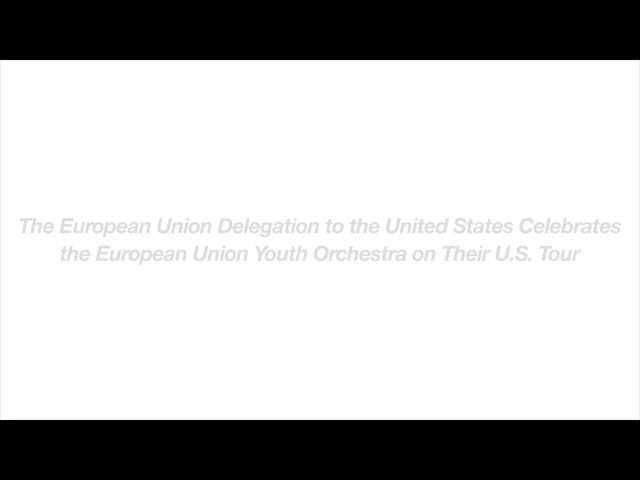 The European Union Delegation to the United States Celebrates
the European Union Youth Orchestra on Their U.S. Tour